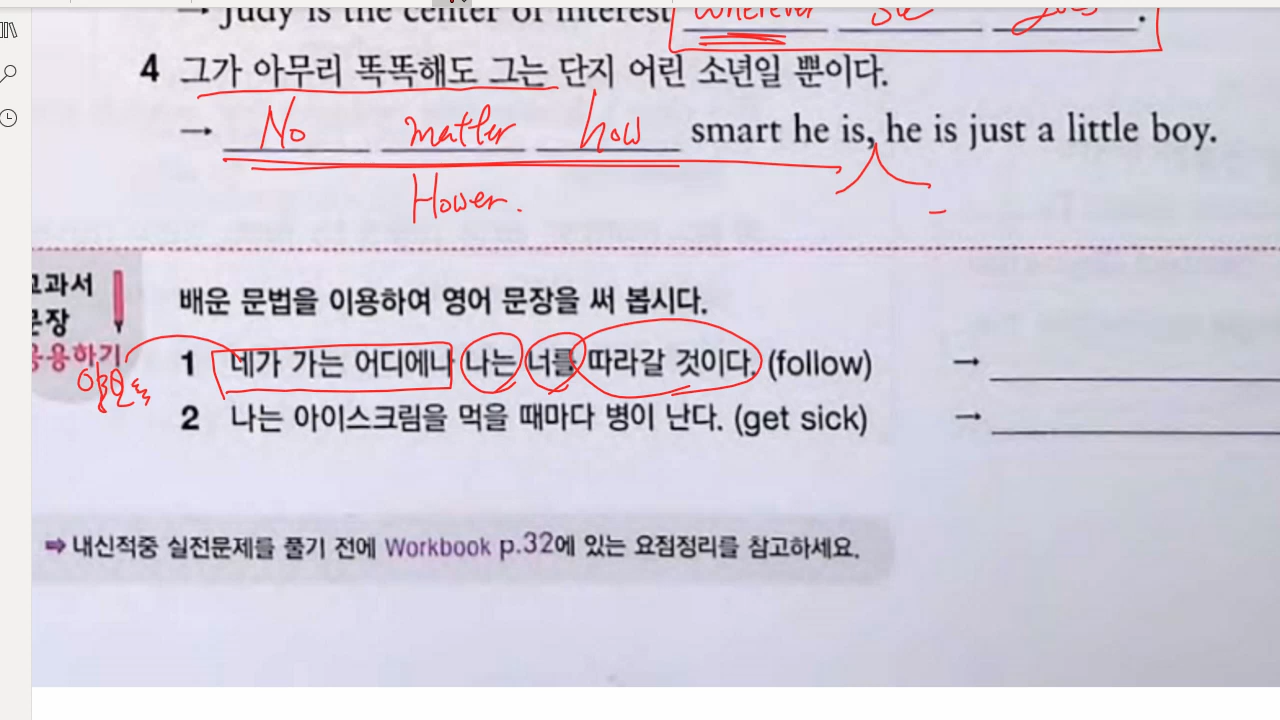 → Judy is the center of interest wherever she goes.
4 그가 아무리 똑똑해도 그는 단지 어린 소년일 뿐이다.
→ No matter how smart he is, he is just a little boy.
Hower.
교과서
문장
응용하기
배운 문법을 이용하여 영어 문장을 써 봅시다.
1 네가 가는 어디에나 나는 너를 따라갈 것이다. (follow) →
2 나는 아이스크림을 먹을 때마다 병이 난다. (get sick) →
⇒ 내신적중 실전문제를 풀기 전에 Workbook p.32에 있는 요점정리를 참고하세요.